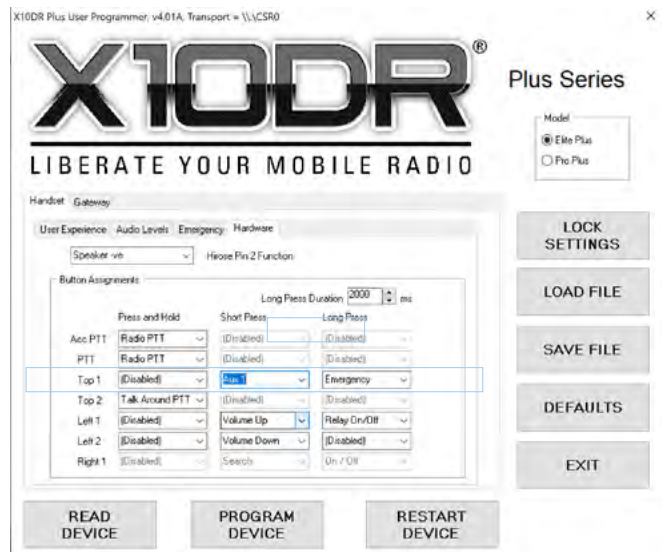 X10DR Plus User Programmer, v4.01A, Transport = \\.\CSR0
X10DR®
LIBERATE YOUR MOBILE RADIO
Plus Series
Model
Elite Plus
Pro Plus
Handset Gateway
User Experience Audio Levels Emergency Hardware
Speaker -ve Hirose Pin 2 Function
Button Assignments
Long Press Duration 2000 ms
Press and Hold Short Press Long Press
Acc PTT Radio PTT (Disabled) (Disabled)
PTT Radio PTT (Disabled) (Disabled)
Top 1 (Disabled) Aux 1 Emergency
Top 2 Talk Around PTT (Disabled) (Disabled)
Left 1 (Disabled) Volume Up Relay On/Off
Left 2 (Disabled) Volume Down (Disabled)
Right 1 (Disabled) Search On / Off
LOCK
SETTINGS
LOAD FILE
SAVE FILE
DEFAULTS
EXIT
READ
DEVICE
PROGRAM
DEVICE
RESTART
DEVICE